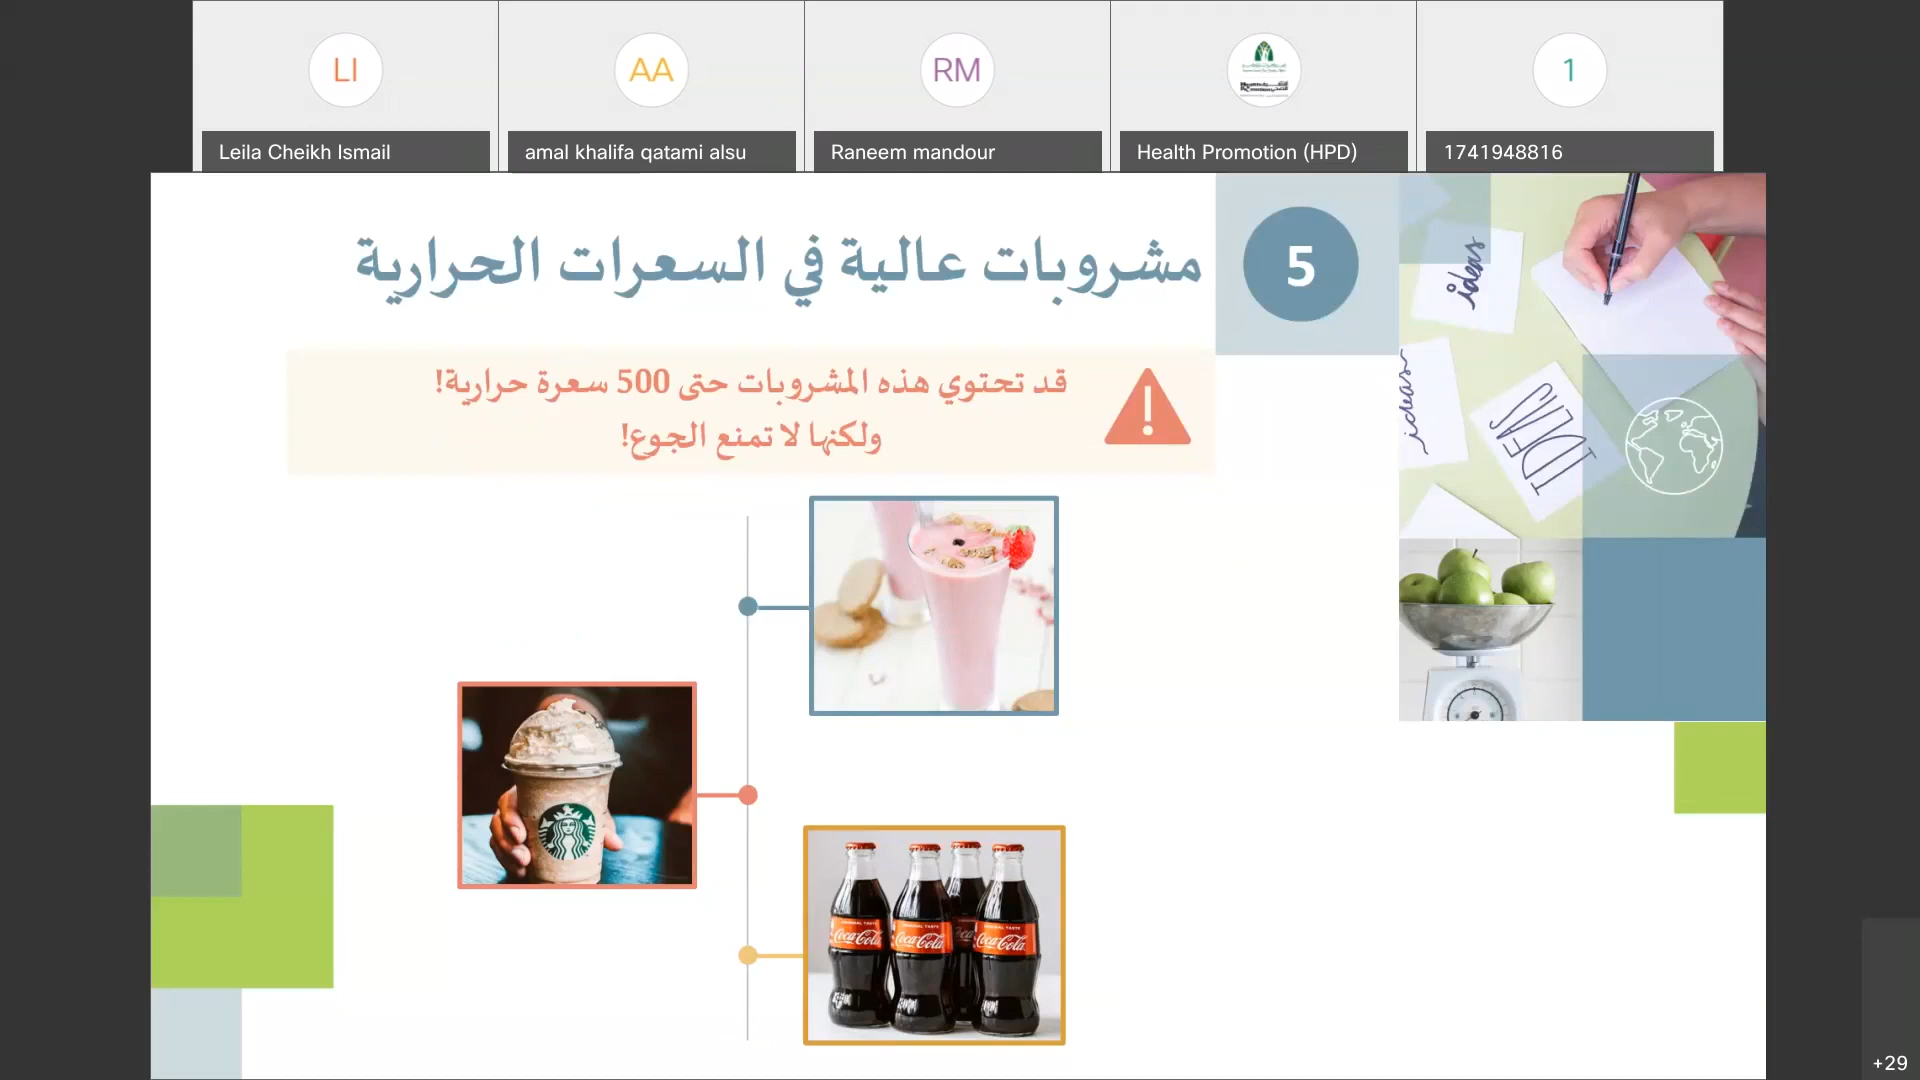 LI
AA
RM
1
Leila Cheikh Ismail
amal khalifa qatami alsu
Raneem mandour
Health Promotion (HPD)
1741948816
5
مشروبات عالية في السعرات الحرارية
قد تحتوي هذه المشروبات حتى 500 سعرة حرارية!
ولكنها لا تمنع الجوع!
ideas
ideas
IDEAS
Coca-Cola
Coca-Cola
Coca-Cola
+29